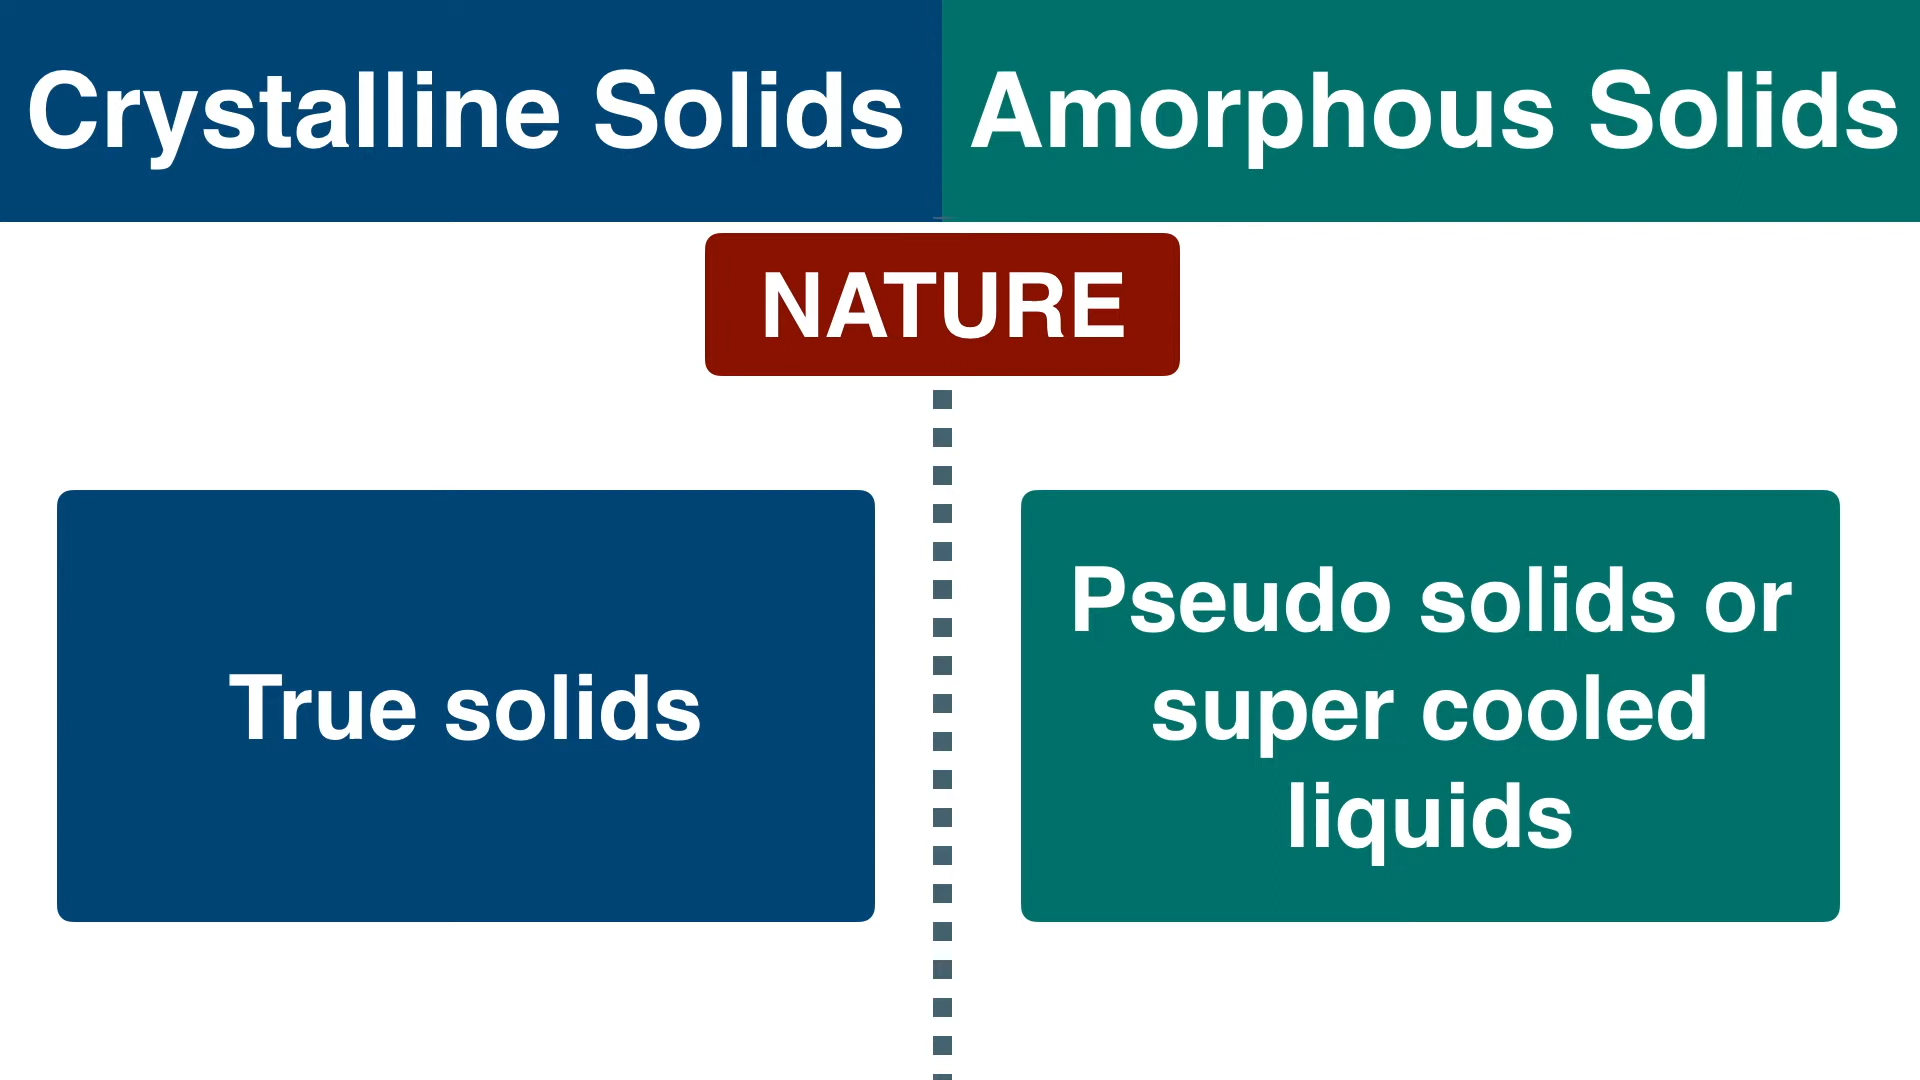 Crystalline Solids
Amorphous Solids
NATURE
True solids
Pseudo solids or
super cooled
liquids